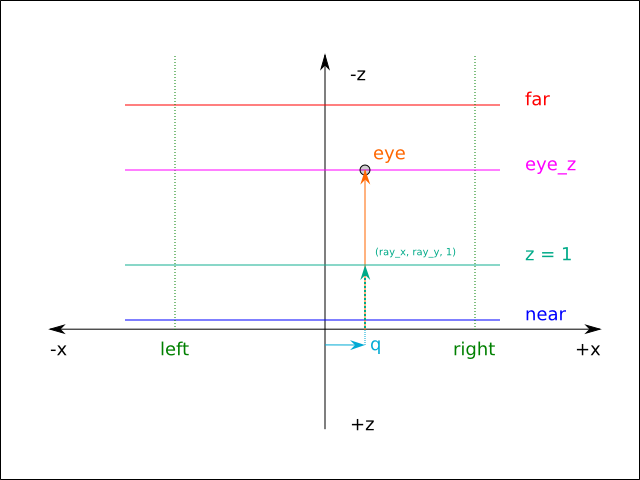 -z
far
eye
eye_z
(ray_x, ray_y, 1)
z = 1
near
-x
left
q
right
+x
+z